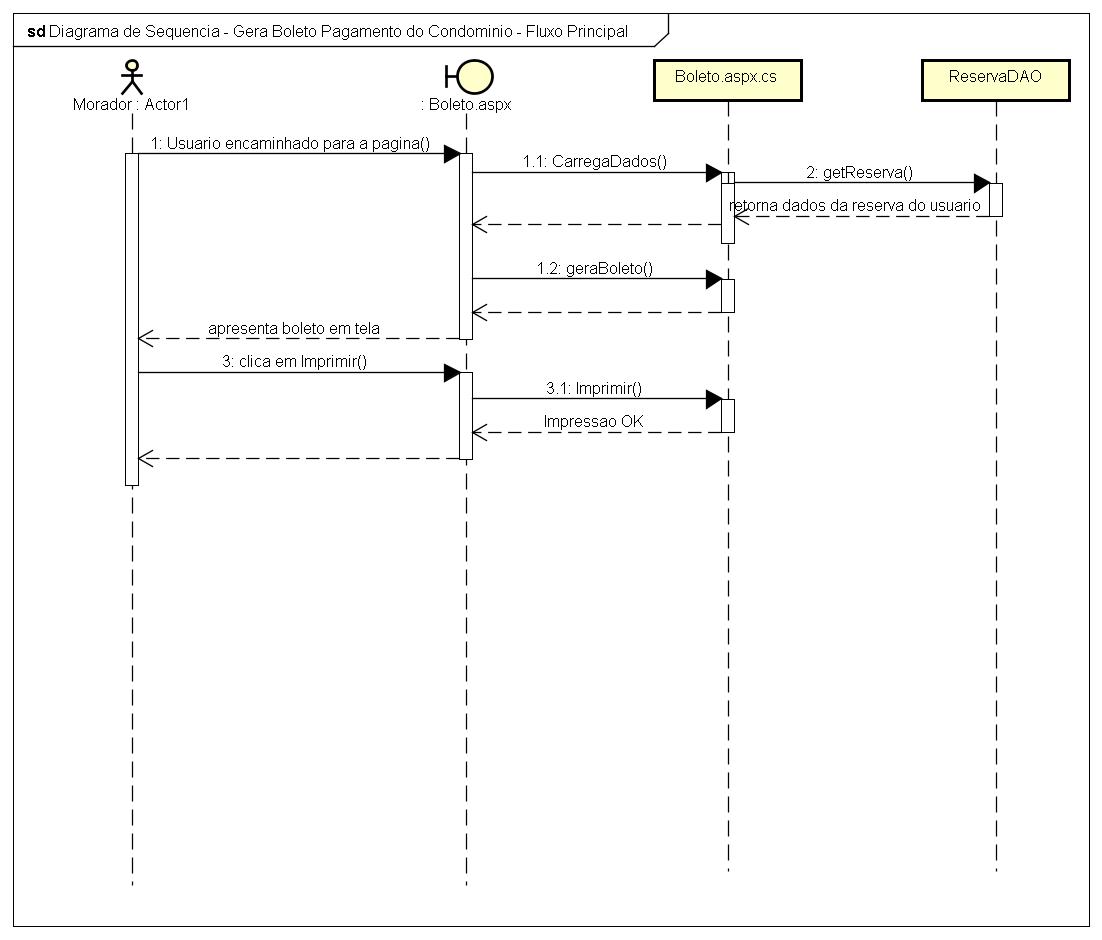 sd Diagrama de Sequencia - Gera Boleto Pagamento do Condominio - Fluxo Principal
Morador : Actor1
: Boleto.aspx
Boleto.aspx.cs
ReservaDAO
1: Usuario encaminhado para a pagina()
1.1: CarregaDados()
2: getReserva()
retorna dados da reserva do usuario
1.2: geraBoleto()
apresenta boleto em tela
3: clica em Imprimir()
3.1: Imprimir()
Impressao OK